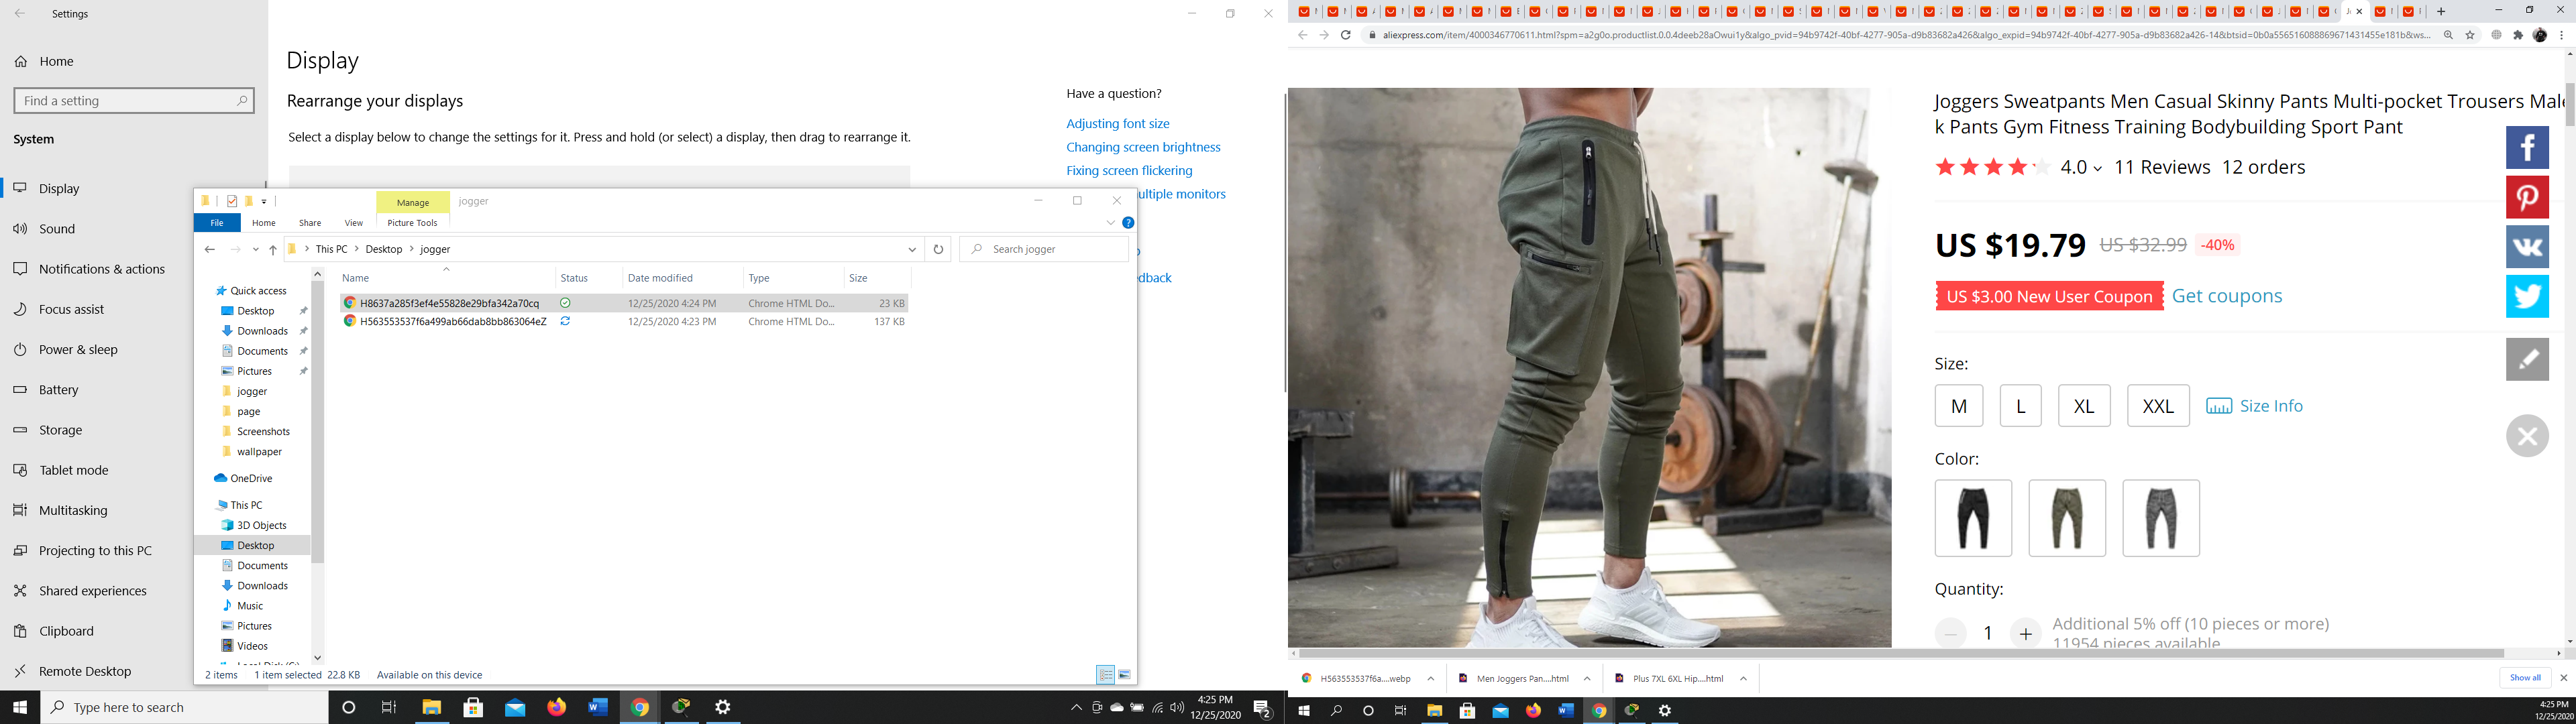 Settings
Home
Find a setting
System
Display
Sound
Notifications & actions
Focus assist
Power & sleep
Battery
Storage
Tablet mode
Multitasking
Projecting to this PC
Shared experiences
Clipboard
Remote Desktop
Display
Rearrange your displays
Select a display below to change the settings for it. Press and hold (or select) a display, then drag to rearrange it.
Have a question?
Adjusting font size
Changing screen brightness
Fixing screen flickering
ultiple monitors
dback
Manage
jogger
File
Home
Share
View
Picture Tools
This PC
Desktop
jogger
Search jogger
Name
Status
Date modified
Type
Size
H8637a285f3ef4e55828e29bfa342a70cq 12/25/2020 4:24 PM Chrome HTML Do... 23 KB
H563553537f6a499ab66dab8bb863064eZ 12/25/2020 4:23 PM Chrome HTML Do... 137 KB
Quick access
Desktop
Downloads
Documents
Pictures
jogger
page
Screenshots
wallpaper
OneDrive
This PC
3D Objects
Desktop
Documents
Downloads
Music
Pictures
Videos
2 items 1 item selected 22.8 KB Available on this device
Type here to search
4:25 PM
12/25/2020
2
aliexpress.com/item/4000346770611.html?spm=a2g0o.productlist.0.0.4deeb28aOwui1y&algo_pvid=94b9742f-40bf-4277-905a-d9b83682a426&algo_expid=94b9742f-40bf-4277-905a-d9b83682a426-14&btsid=0b0a556516088869671431455e181b&ws...
Joggers Sweatpants Men Casual Skinny Pants Multi-pocket Trousers Male
k Pants Gym Fitness Training Bodybuilding Sport Pant
4.0 11 Reviews 12 orders
US $19.79 US $32.99 -40%
US $3.00 New User Coupon Get coupons
Size:
M L XL XXL Size Info
Color:
Quantity:
1
Additional 5% off (10 pieces or more)
11954 pieces available
H563553537f6a....webp
Men Joggers Pan....html
Plus 7XL 6XL Hip....html
Show all
4:25 PM
12/25/2020